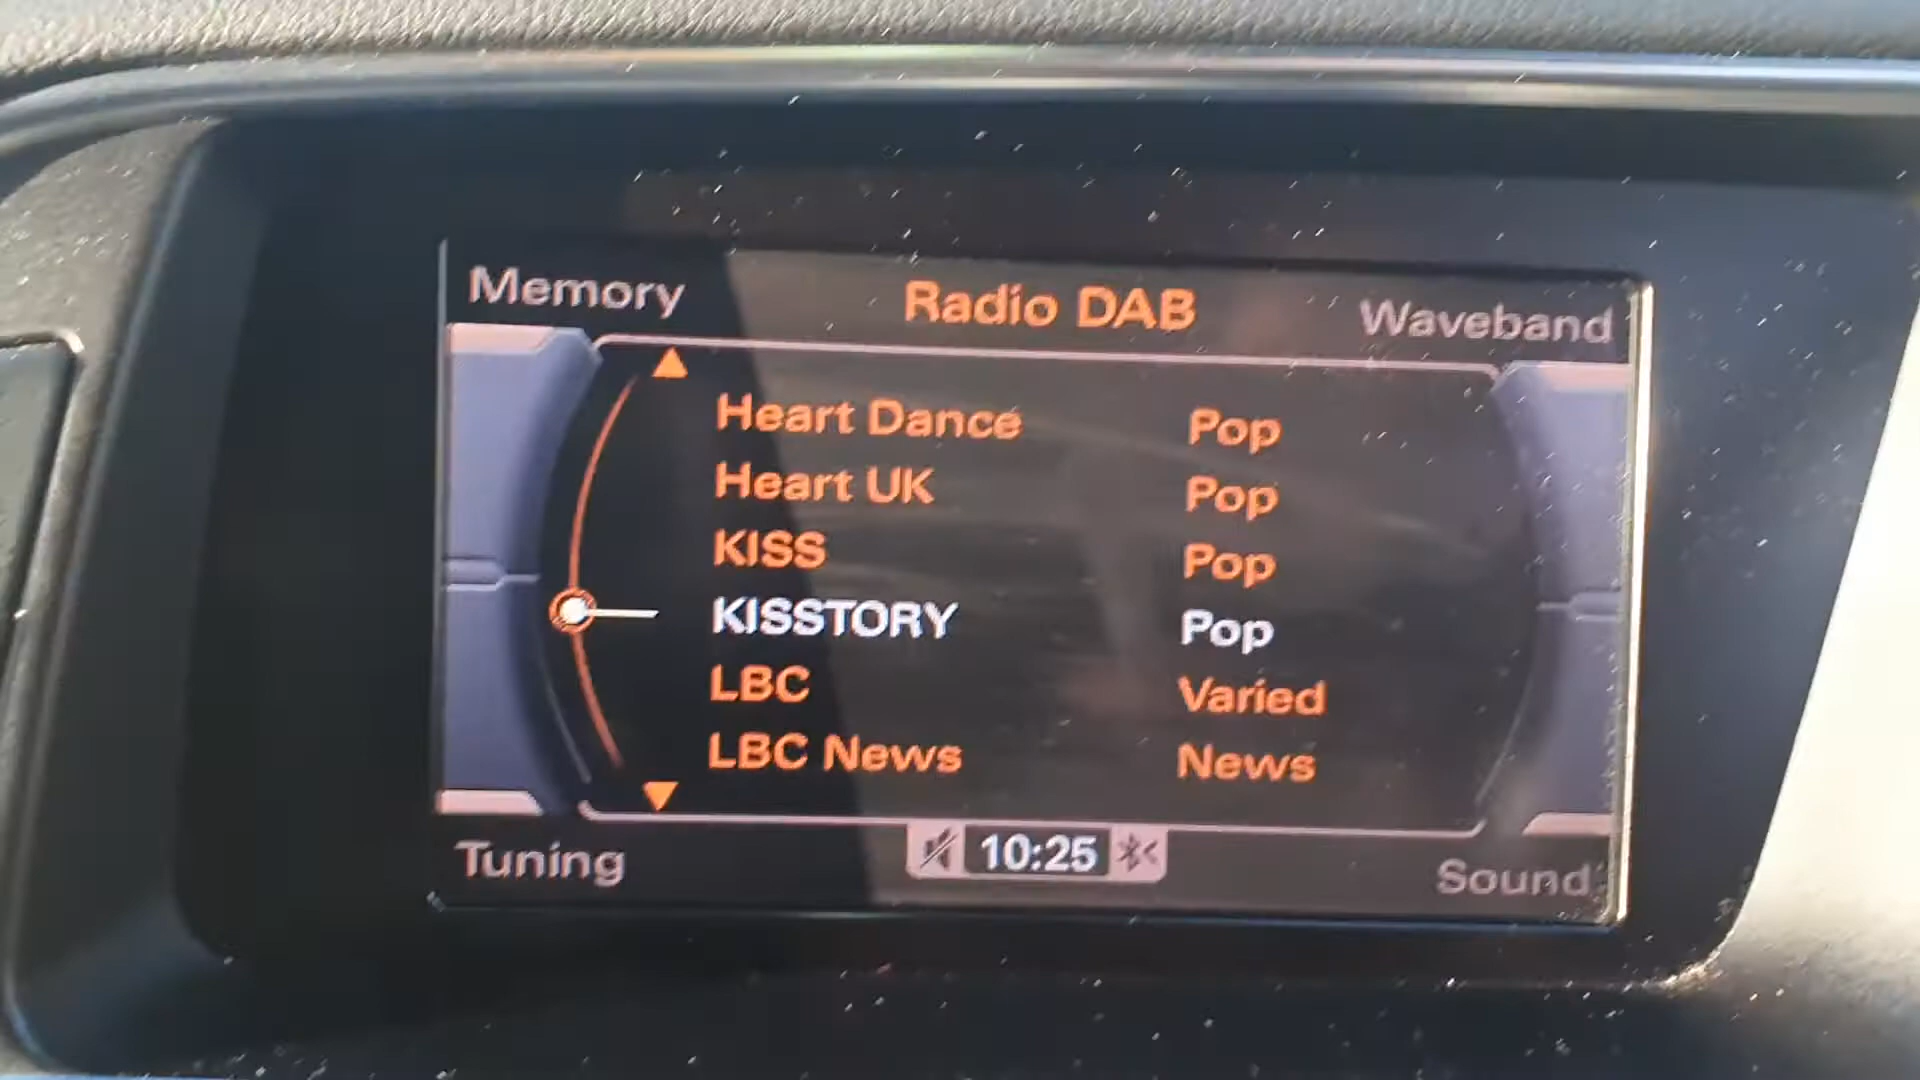 Memory Radio DAB Waveband
Heart Dance Pop
Heart UK Pop
KISS Pop
KISSTORY Pop
LBC Varied
LBC News News
Tuning 10:25 Sound